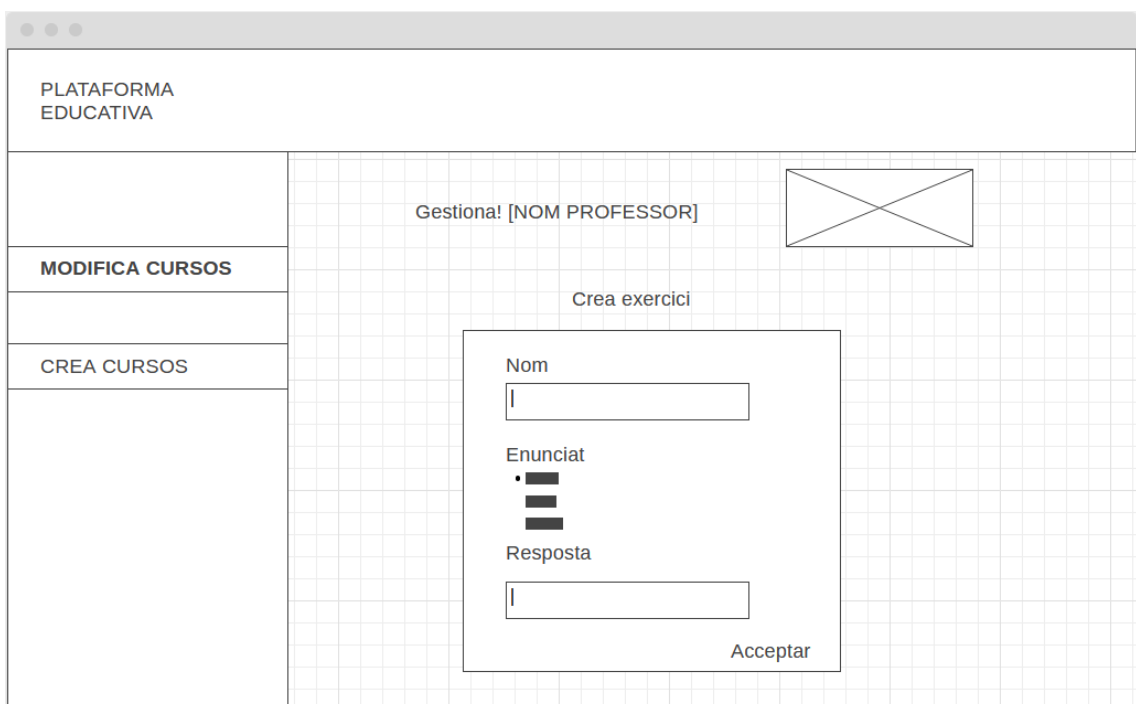 PLATAFORMA
EDUCATIVA
Gestiona! [NOM PROFESSOR]
MODIFICA CURSOS
CREA CURSOS
Crea exercici
Nom
Enunciat
Resposta
Acceptar